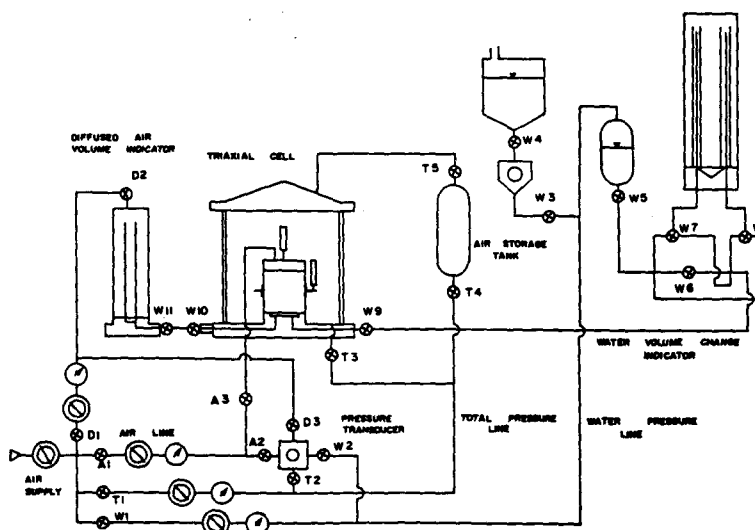 DIFFUSED AIR
VOLUME INDICATOR
D2
TRIAXIAL CELL
T5
W4
W3
W5
W7
W
AIR STORAGE
TANK
T4
W6
W11
W10
W9
T3
WATER VOLUME CHANGE
INDICATOR
A3
D3
PRESSURE
TRANSDUCER
TOTAL PRESSURE
LINE
WATER PRESSURE
LINE
D1
AIR LINE
A1
A2
W2
T2
AIR
SUPPLY
T1
W1